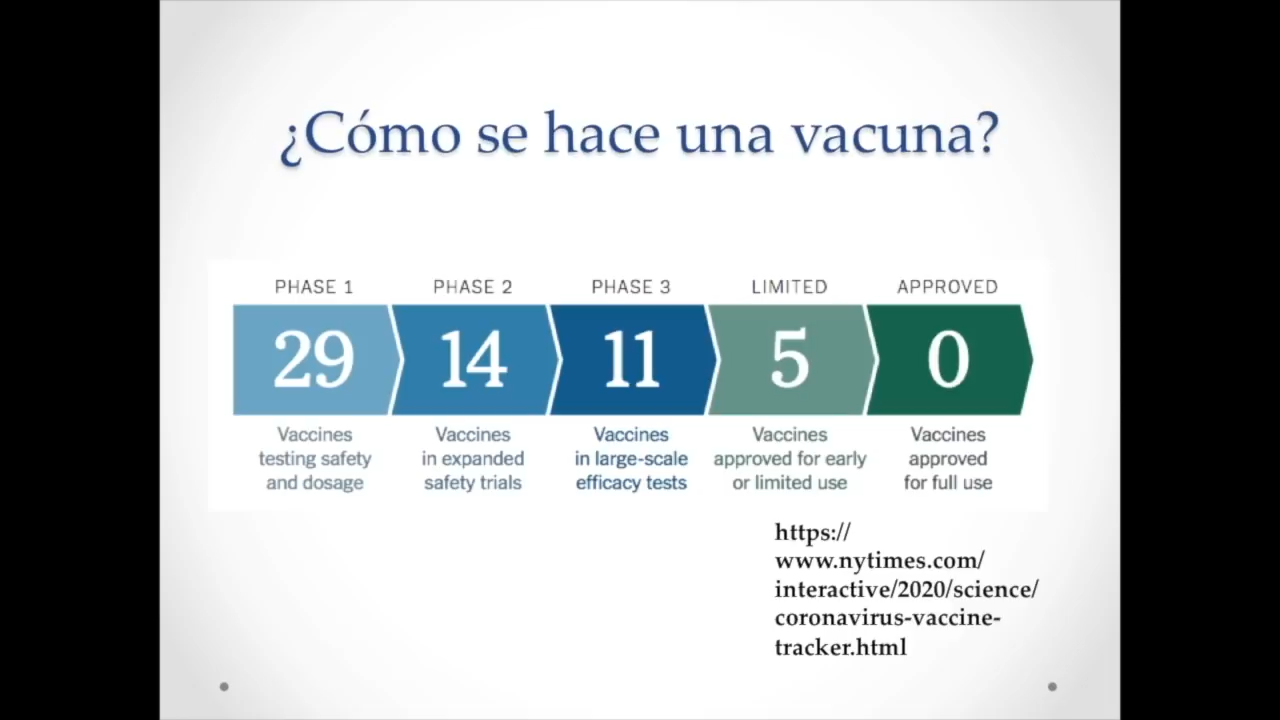 ¿Cómo se hace una vacuna?
PHASE 1
PHASE 2
PHASE 3
LIMITED
APPROVED
29
14
11
5
0
Vaccines
testing safety
and dosage
Vaccines
in expanded
safety trials
Vaccines
in large-scale
efficacy tests
Vaccines
approved for early
or limited use
Vaccines
approved
for full use
https://
www.nytimes.com/
interactive/2020/science/
coronavirus-vaccine-
tracker.html